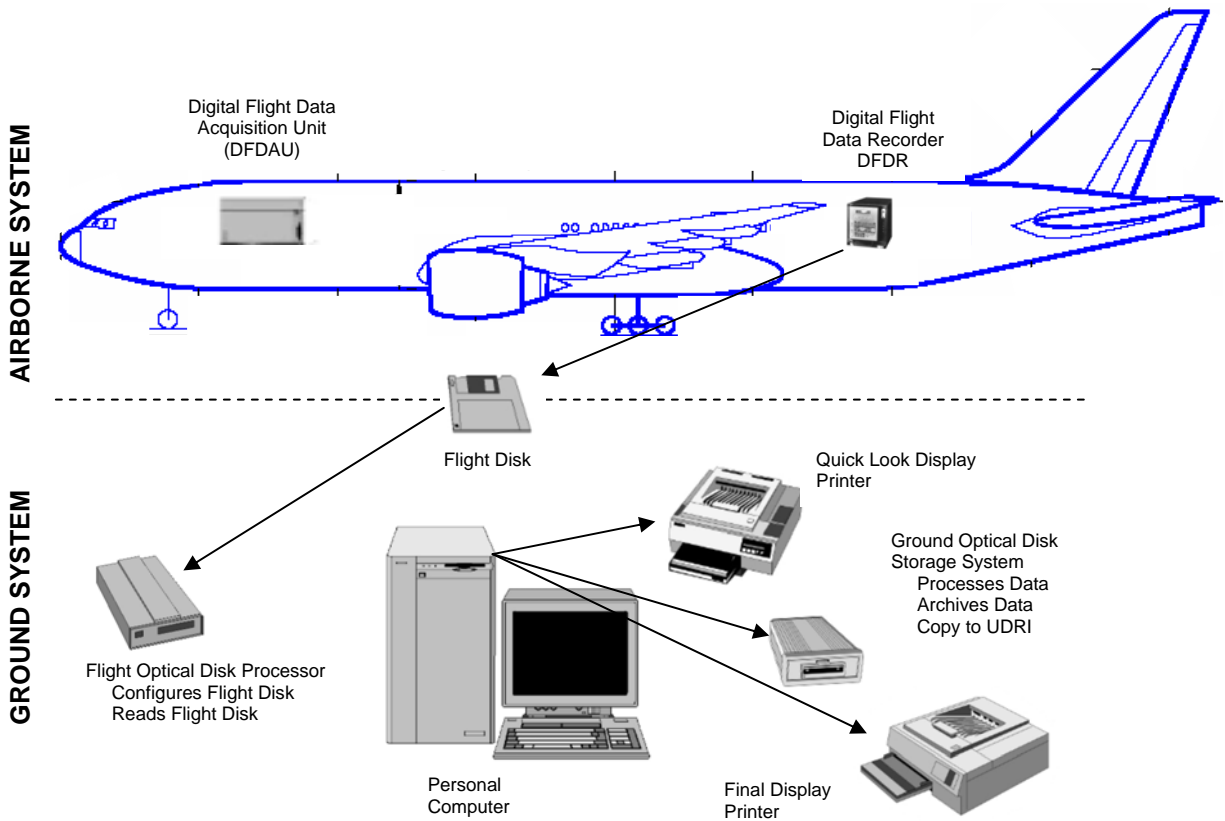 AIRBORNE SYSTEM
Digital Flight Data
Acquisition Unit
(DFDAU)
Digital Flight
Data Recorder
DFDR
GROUND SYSTEM
Flight Disk
Quick Look Display
Printer
Ground Optical Disk
Storage System
Processes Data
Archives Data
Copy to UDRI
Flight Optical Disk Processor
Configures Flight Disk
Reads Flight Disk
Personal
Computer
Final Display
Printer